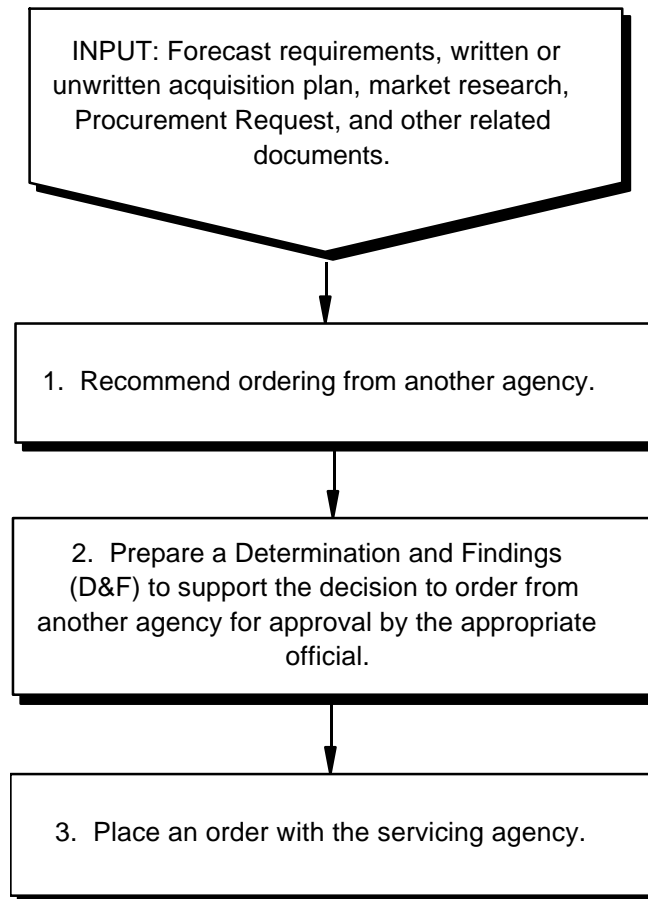 INPUT: Forecast requirements, written or
unwritten acquisition plan, market research,
Procurement Request, and other related
documents.
1. Recommend ordering from another agency.
2. Prepare a Determination and Findings
(D&F) to support the decision to order from
another agency for approval by the appropriate
official.
3. Place an order with the servicing agency.